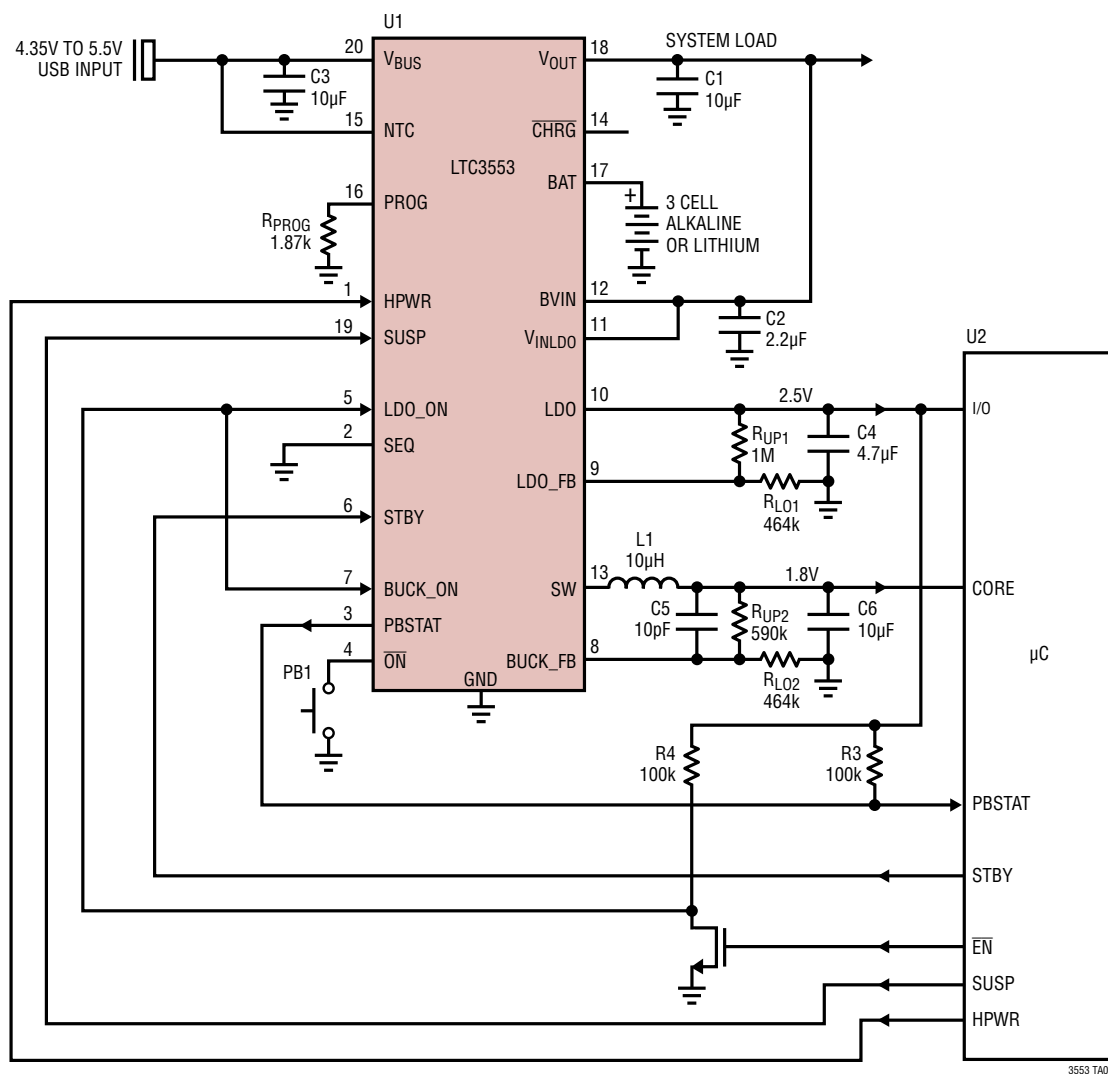 U1
4.35V TO 5.5V
USB INPUT
20
VBUS
C3
10µF
15
NTC
16
PROG
RPROG
1.87k
1
HPWR
19
SUSP
5
LDO_ON
2
SEQ
6
STBY
7
BUCK_ON
3
PBSTAT
4
ON
PB1
LTC3553
GND
VOUT
18
SYSTEM LOAD
C1
10µF
CHRG
14
BAT
17
+
3 CELL
ALKALINE
OR LITHIUM
BVIN
12
VINLDO
11
C2
2.2µF
LDO
10
2.5V
RUP1
1M
C4
4.7µF
LDO_FB
9
RLO1
464k
L1
10µH
SW
13
1.8V
C5
10pF
RUP2
590k
C6
10µF
BUCK_FB
8
RLO2
464k
R4
100k
R3
100k
U2
I/O
CORE
µC
PBSTAT
STBY
EN
SUSP
HPWR
3553 TA0